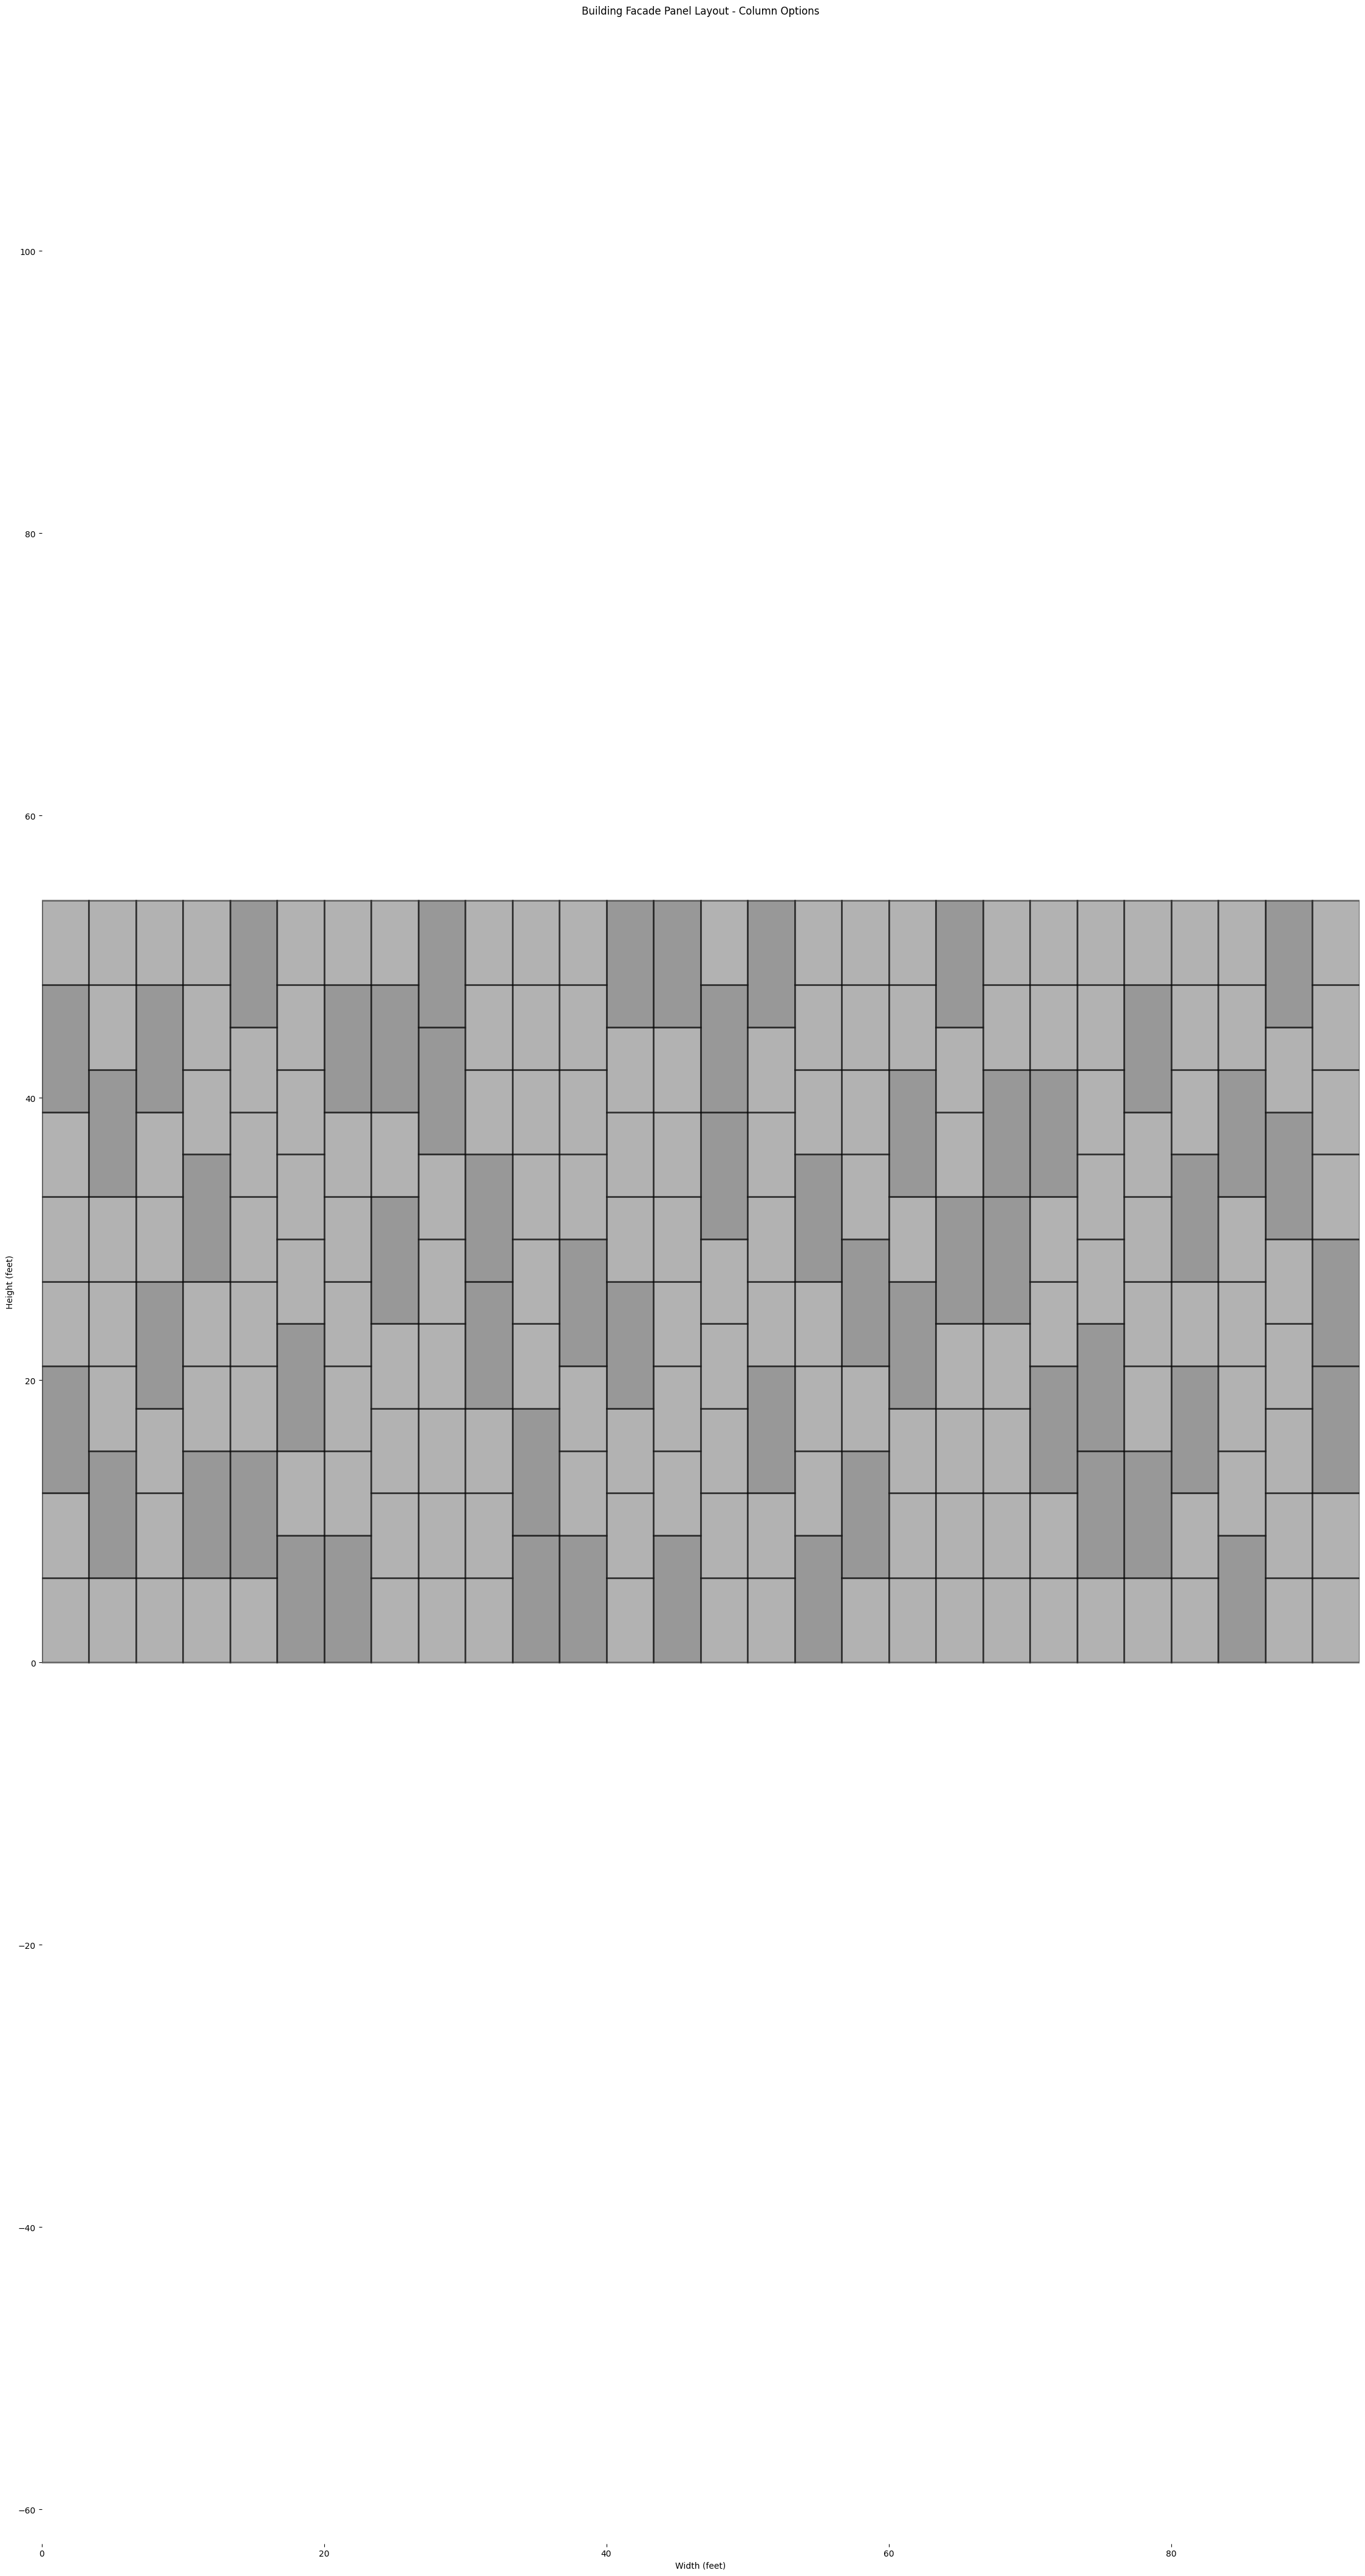 Building Facade Panel Layout - Column Options
100
80
60
Height (feet)
40
20
0
−20
−40
−60
0 20 40 60 80
Width (feet)